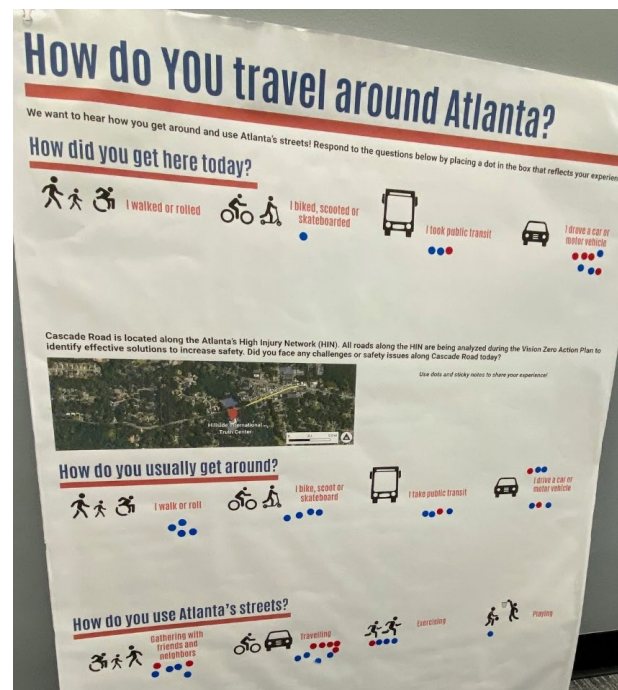 How do YOU travel around Atlanta?
We want to hear how you get around and use Atlanta's streets! Respond to the questions below by placing a dot in the box that reflects your experien
How did you get here today?
I walked or rolled
I biked, scooted or
skateboarded
I took public transit
I drove a car or
motor vehicle
Cascade Road is located along the Atlanta's High Injury Network (HIN). All roads along the HIN are being analyzed during the Vision Zero Action Plan to
identify effective solutions to increase safety. Did you face any challenges or safety issues along Cascade Road today?
Use dots and sticky notes to share your experience!
Hillside International
Truth Center
How do you usually get around?
I walk or roll
I bike, scoot or
skateboard
I take public transit
I drive a car or
motor vehicle
How do you use Atlanta's streets?
Gathering with
friends and
neighbors
Travelling
Exercising
Playing